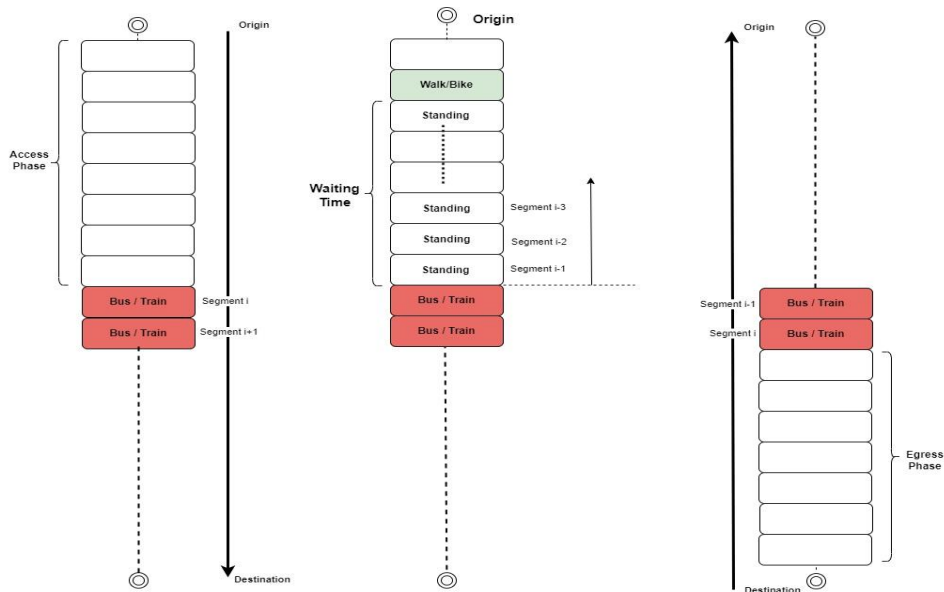 Origin
Access
Phase
Bus / Train
Segment i
Bus / Train
Segment i+1
Destination
Origin
Walk/Bike
Standing
Waiting
Time
Standing
Segment i-3
Standing
Segment i-2
Standing
Segment i-1
Bus / Train
Bus / Train
Origin
Segment i-1
Bus / Train
Segment i
Bus / Train
Egress
Phase
Destination